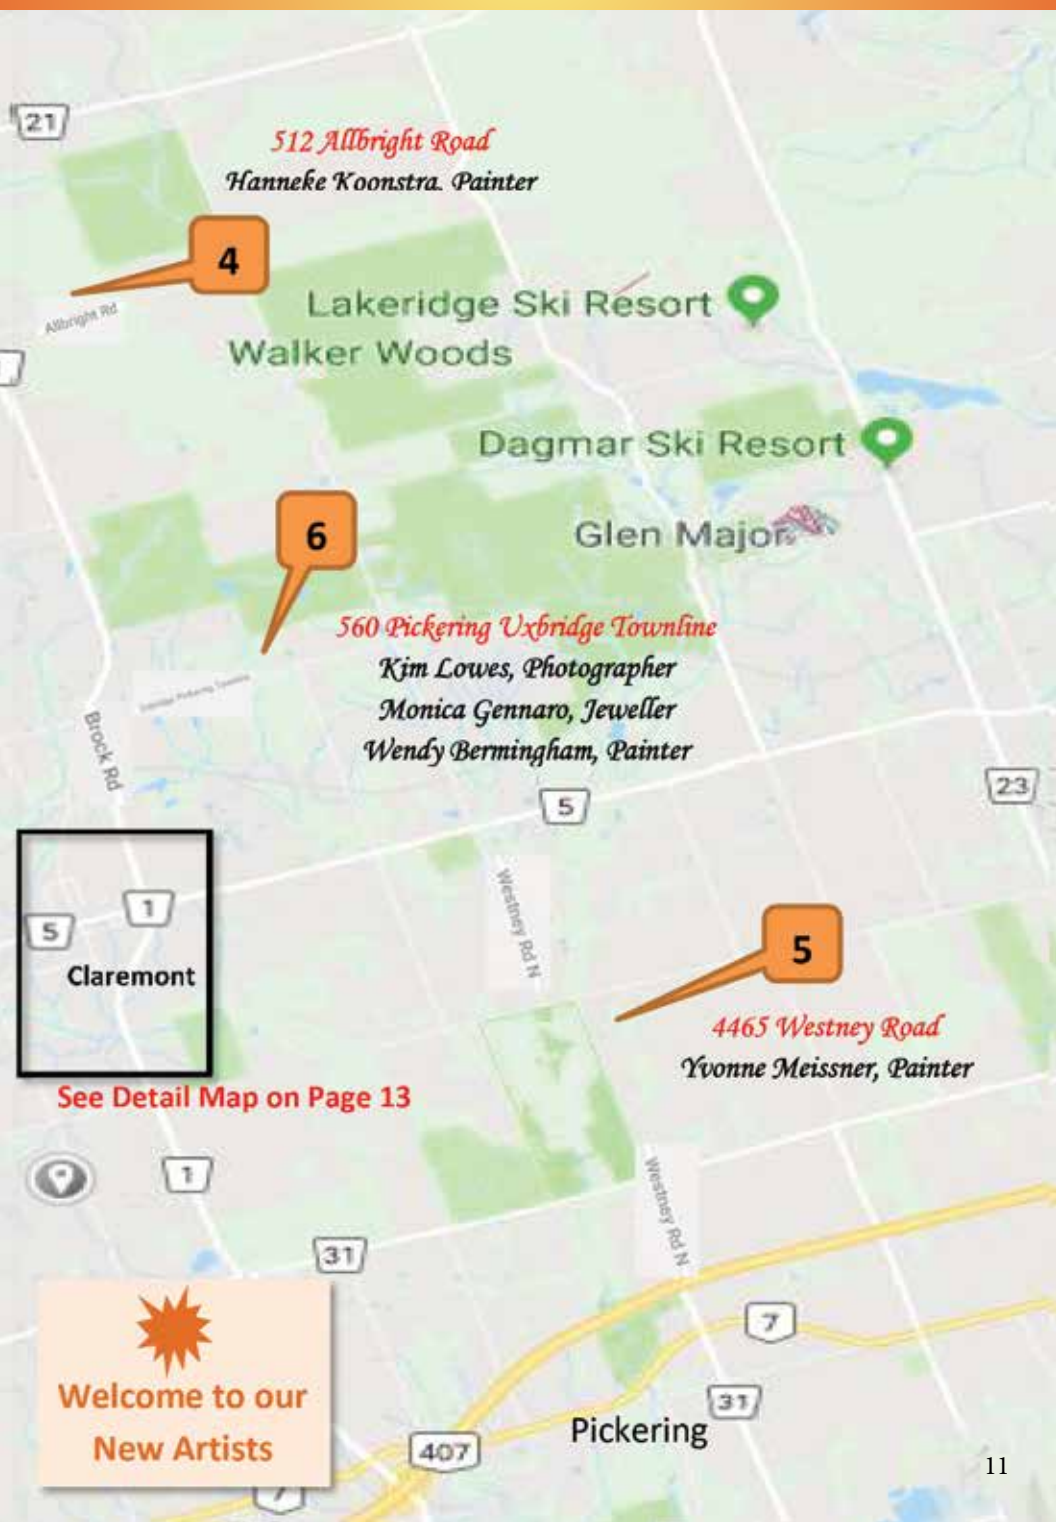 21
512 Allbright Road
Hanneke Koonstra. Painter
4
Allbright Rd
Lakeridge Ski Resort
Walker Woods
Dagmar Ski Resort
6
Glen Major
560 Pickering Uxbridge Townline
Kim Lowes, Photographer
Monica Gennaro, Jeweller
Wendy Bermingham, Painter
Brock Rd
23
5
Westney Rd N
1
5
Claremont
5
4465 Westney Road
Yvonne Meissner, Painter
See Detail Map on Page 13
1
Westney Rd N
31
7
Welcome to our
New Artists
31
Pickering
407
11
7